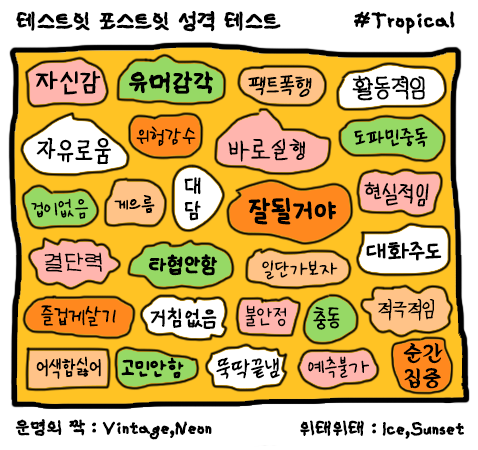 테스트잇 포스트잇 성격 테스트 #Tropical
자신감 유머감각 팩트폭행 활동적임
자유로움 위험감수 바로실행 도파민중독
겁이없음 게으름 대담 잘될거야 현실적임
결단력 타협안함 일단가보자 대화주도
즐겁게살기 거침없음 불안정 충동 적극적임
어색함싫어 고민안함 뚝딱끝냄 예측불가 순간집중
운명의 짝 : Vintage,Neon 위태위태 : Ice,Sunset